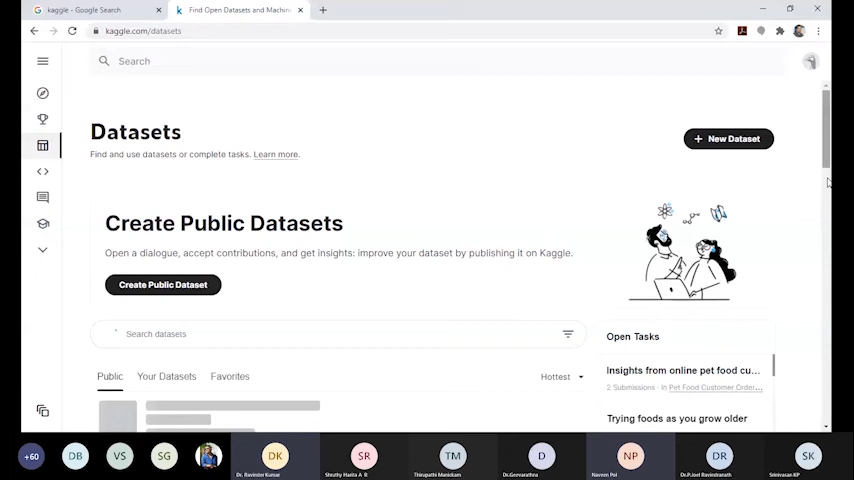 kaggle - Google Search
Find Open Datasets and Machin
kaggle.com/datasets
Search
Datasets
+ New Dataset
Find and use datasets or complete tasks. Learn more.
Create Public Datasets
Open a dialogue, accept contributions, and get insights: improve your dataset by publishing it on Kaggle.
Create Public Dataset
Search datasets
Open Tasks
Insights from online pet food cu...
2 Submissions · In Pet Food Customer Order...
Public Your Datasets Favorites
Hottest
Trying foods as you grow older
+60 DB VS SG DK SR TM D NP DR SK
Dr. Ravinder Kumar
Shruthy Harita A R
Thirupathi Manickam
Dr.Geevarathna
Naveen Pol
Dr.P.Joel Ravindranath
Srinivasan KP